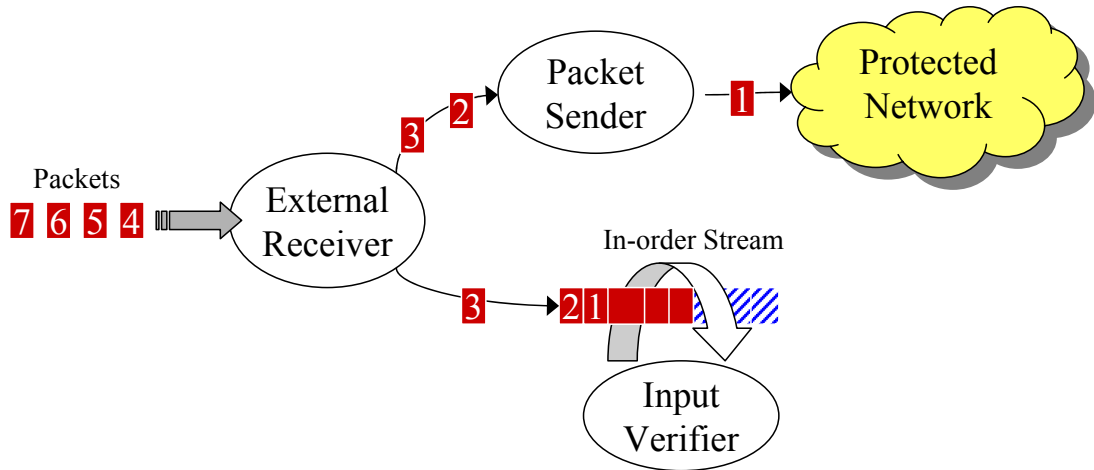 Packets
7 6 5 4
External
Receiver
3 2
Packet
Sender
1
Protected
Network
3
In-order Stream
2 1
Input
Verifier